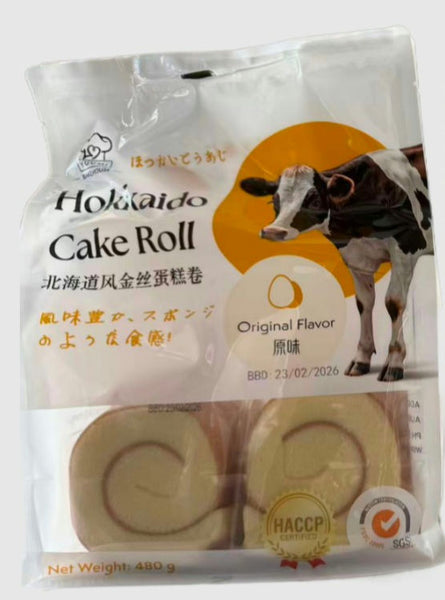 ほっかいどうあじ
Hokkaido
Cake Roll
北海道风金丝蛋糕卷
風味豊か、スポンジ
のような食感!
Original Flavor
原味
BBD: 23/02/2026
HACCP
CERTIFIED
SGS
Net Weight: 480 g